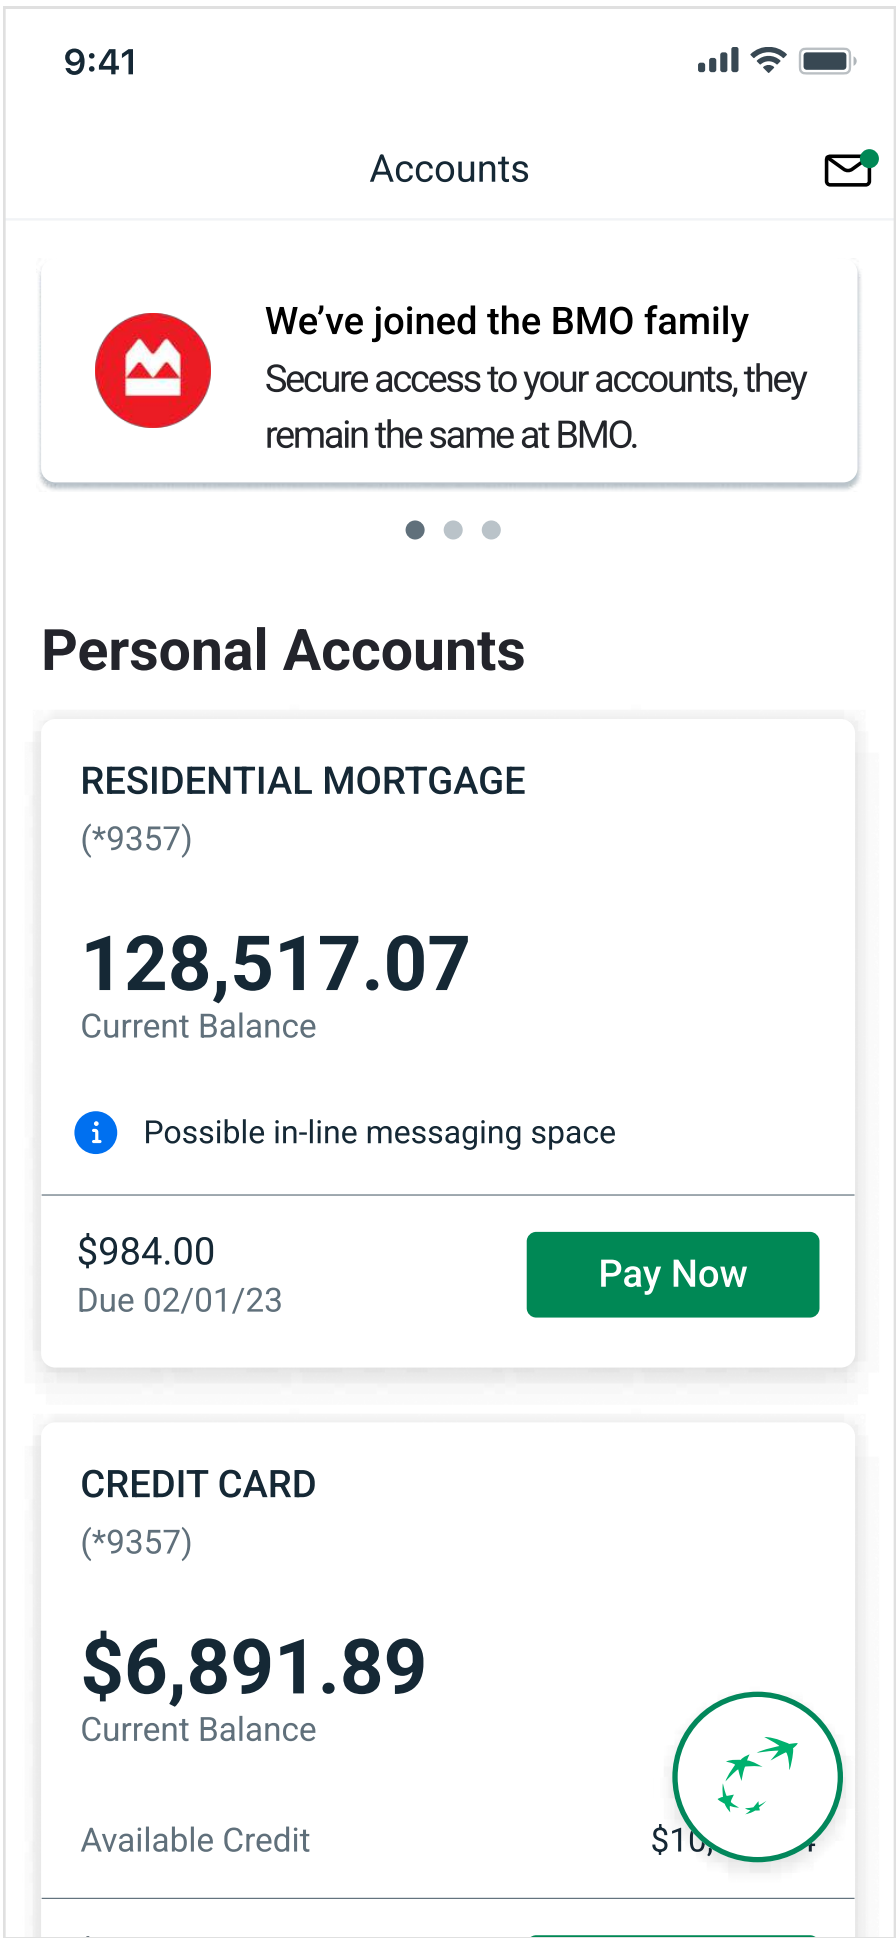 9:41
Accounts
We’ve joined the BMO family
Secure access to your accounts, they
remain the same at BMO.
Personal Accounts
RESIDENTIAL MORTGAGE
(*9357)
128,517.07
Current Balance
Possible in-line messaging space
$984.00
Pay Now
Due 02/01/23
CREDIT CARD
(*9357)
$6,891.89
Current Balance
Available Credit